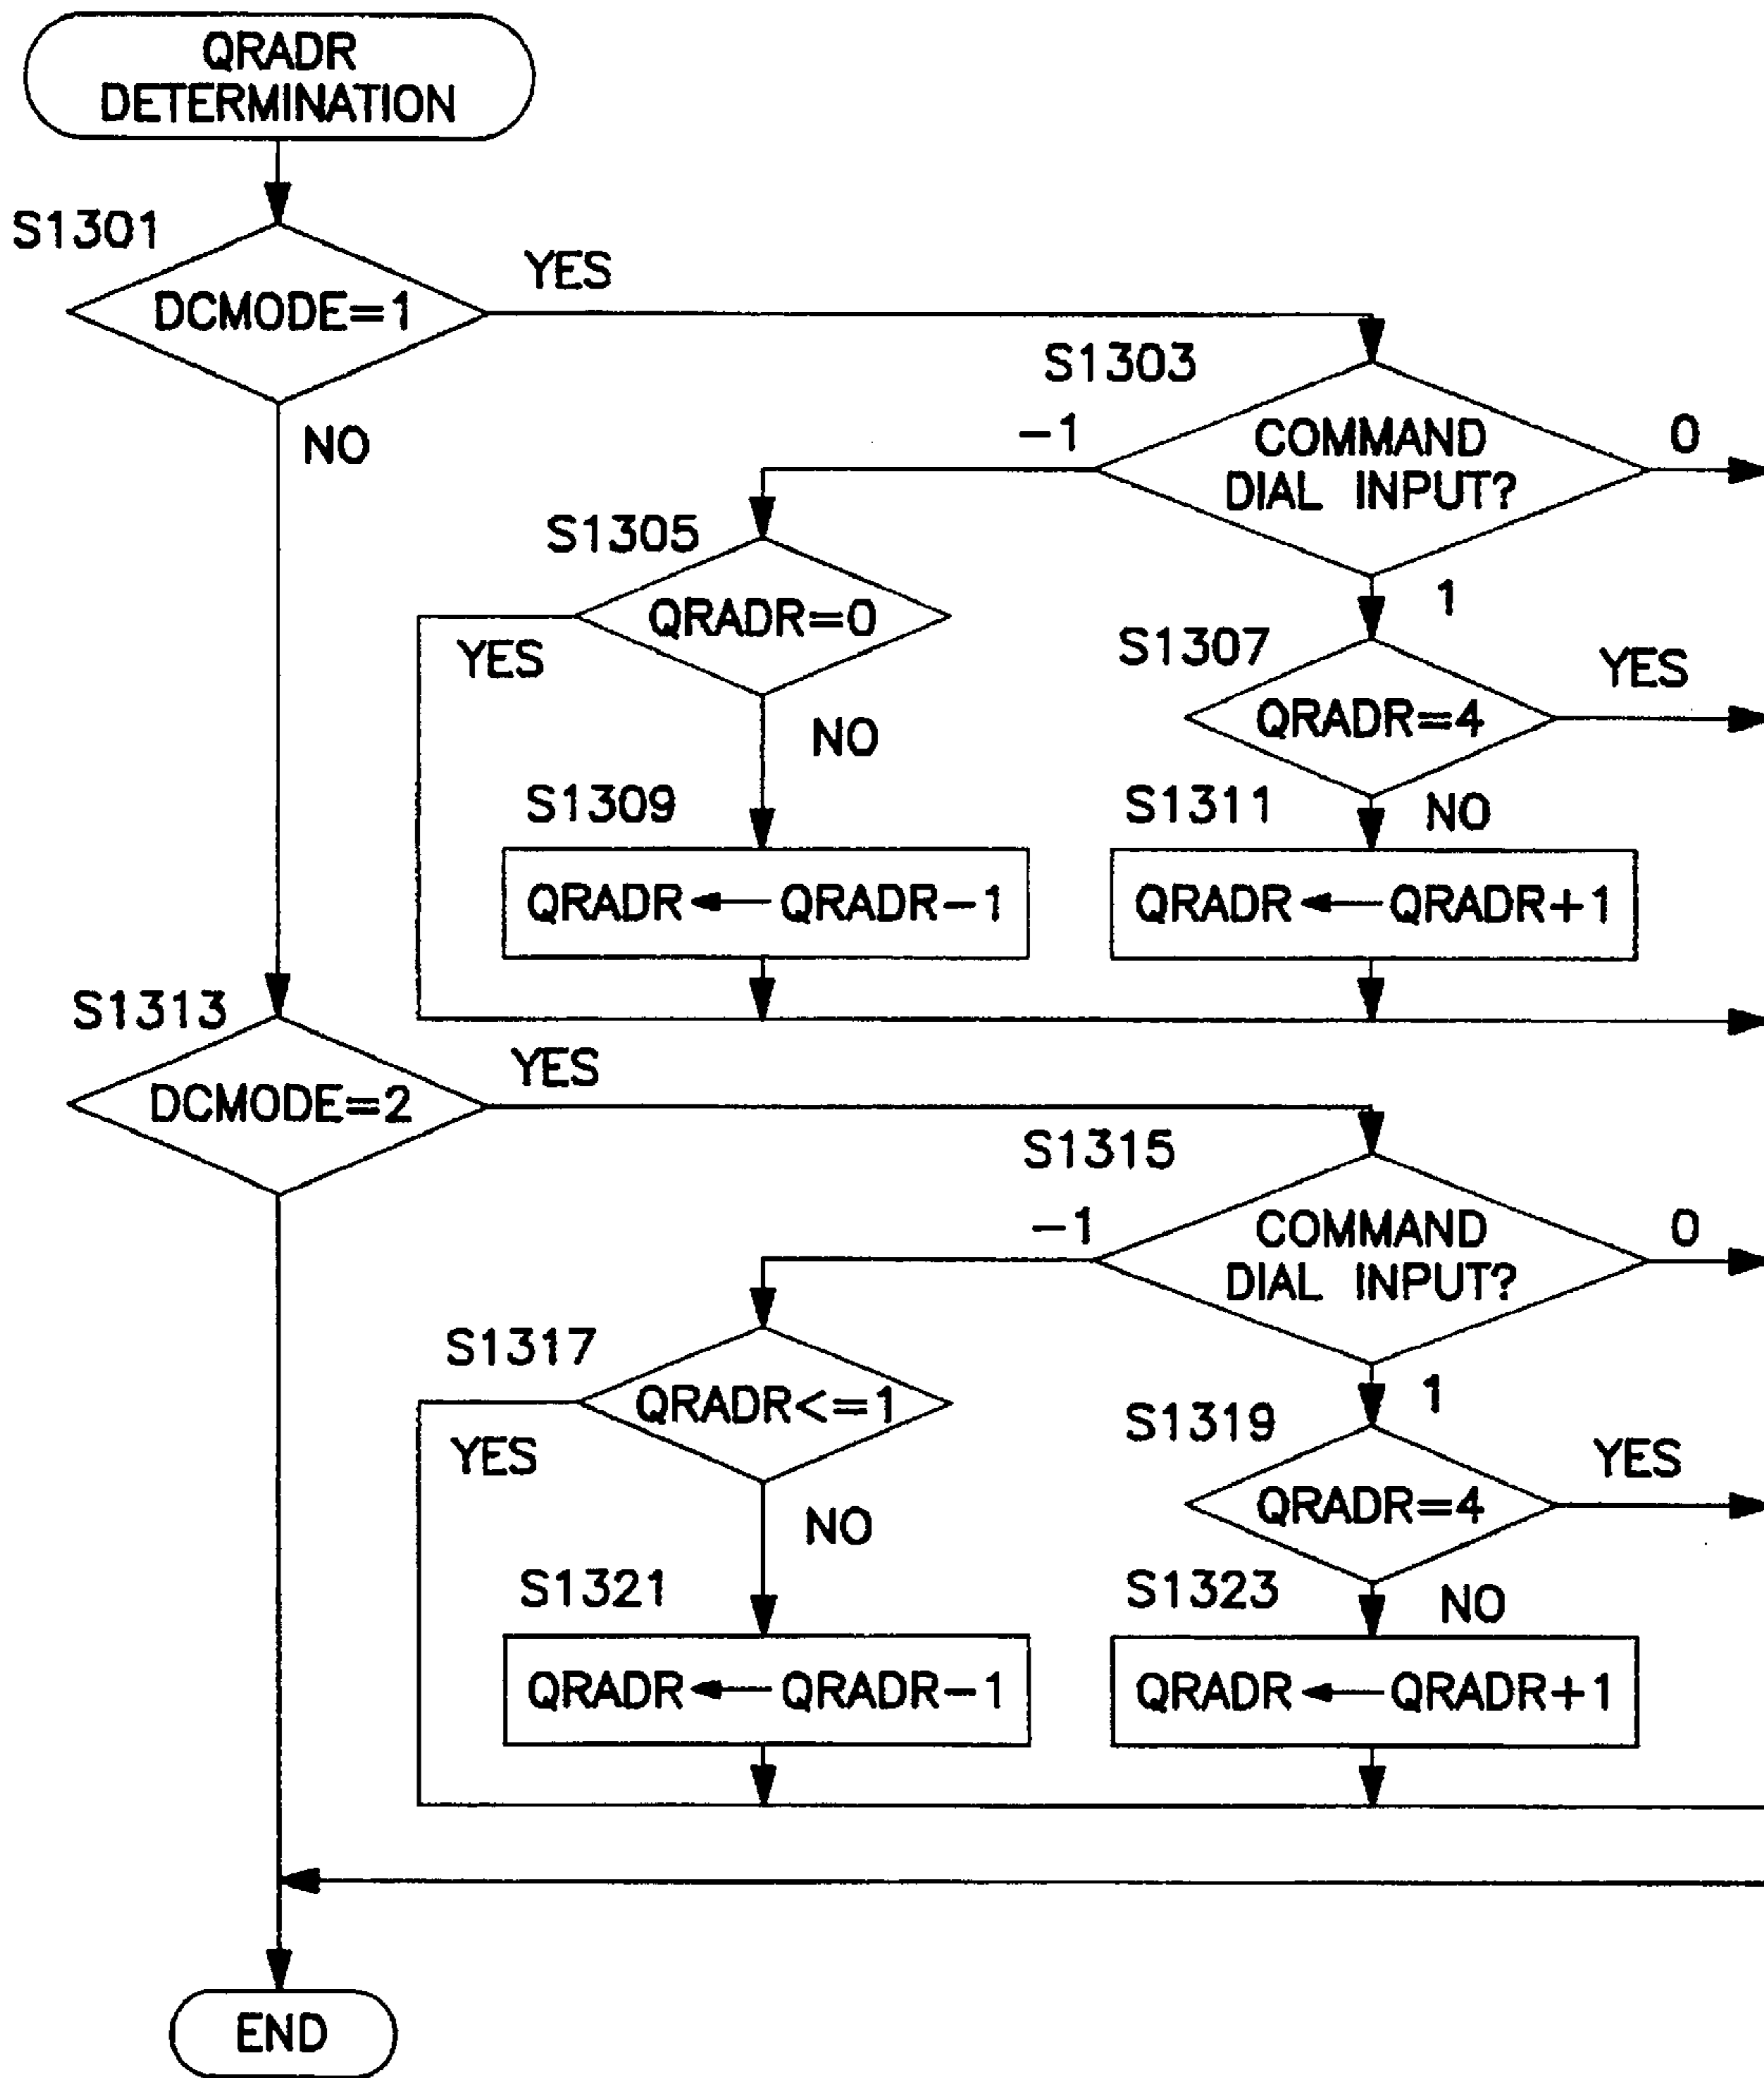 QRADR
DETERMINATION
S1301
DCMODE=1
YES
NO
S1303
COMMAND
DIAL INPUT?
-1
0
1
S1305
QRADR=0
YES
NO
S1307
QRADR=4
YES
NO
S1309
QRADR ← QRADR-1
S1311
QRADR ← QRADR+1
S1313
DCMODE=2
YES
S1315
COMMAND
DIAL INPUT?
-1
0
1
S1317
QRADR<=1
YES
NO
S1319
QRADR=4
YES
NO
S1321
QRADR ← QRADR-1
S1323
QRADR ← QRADR+1
END